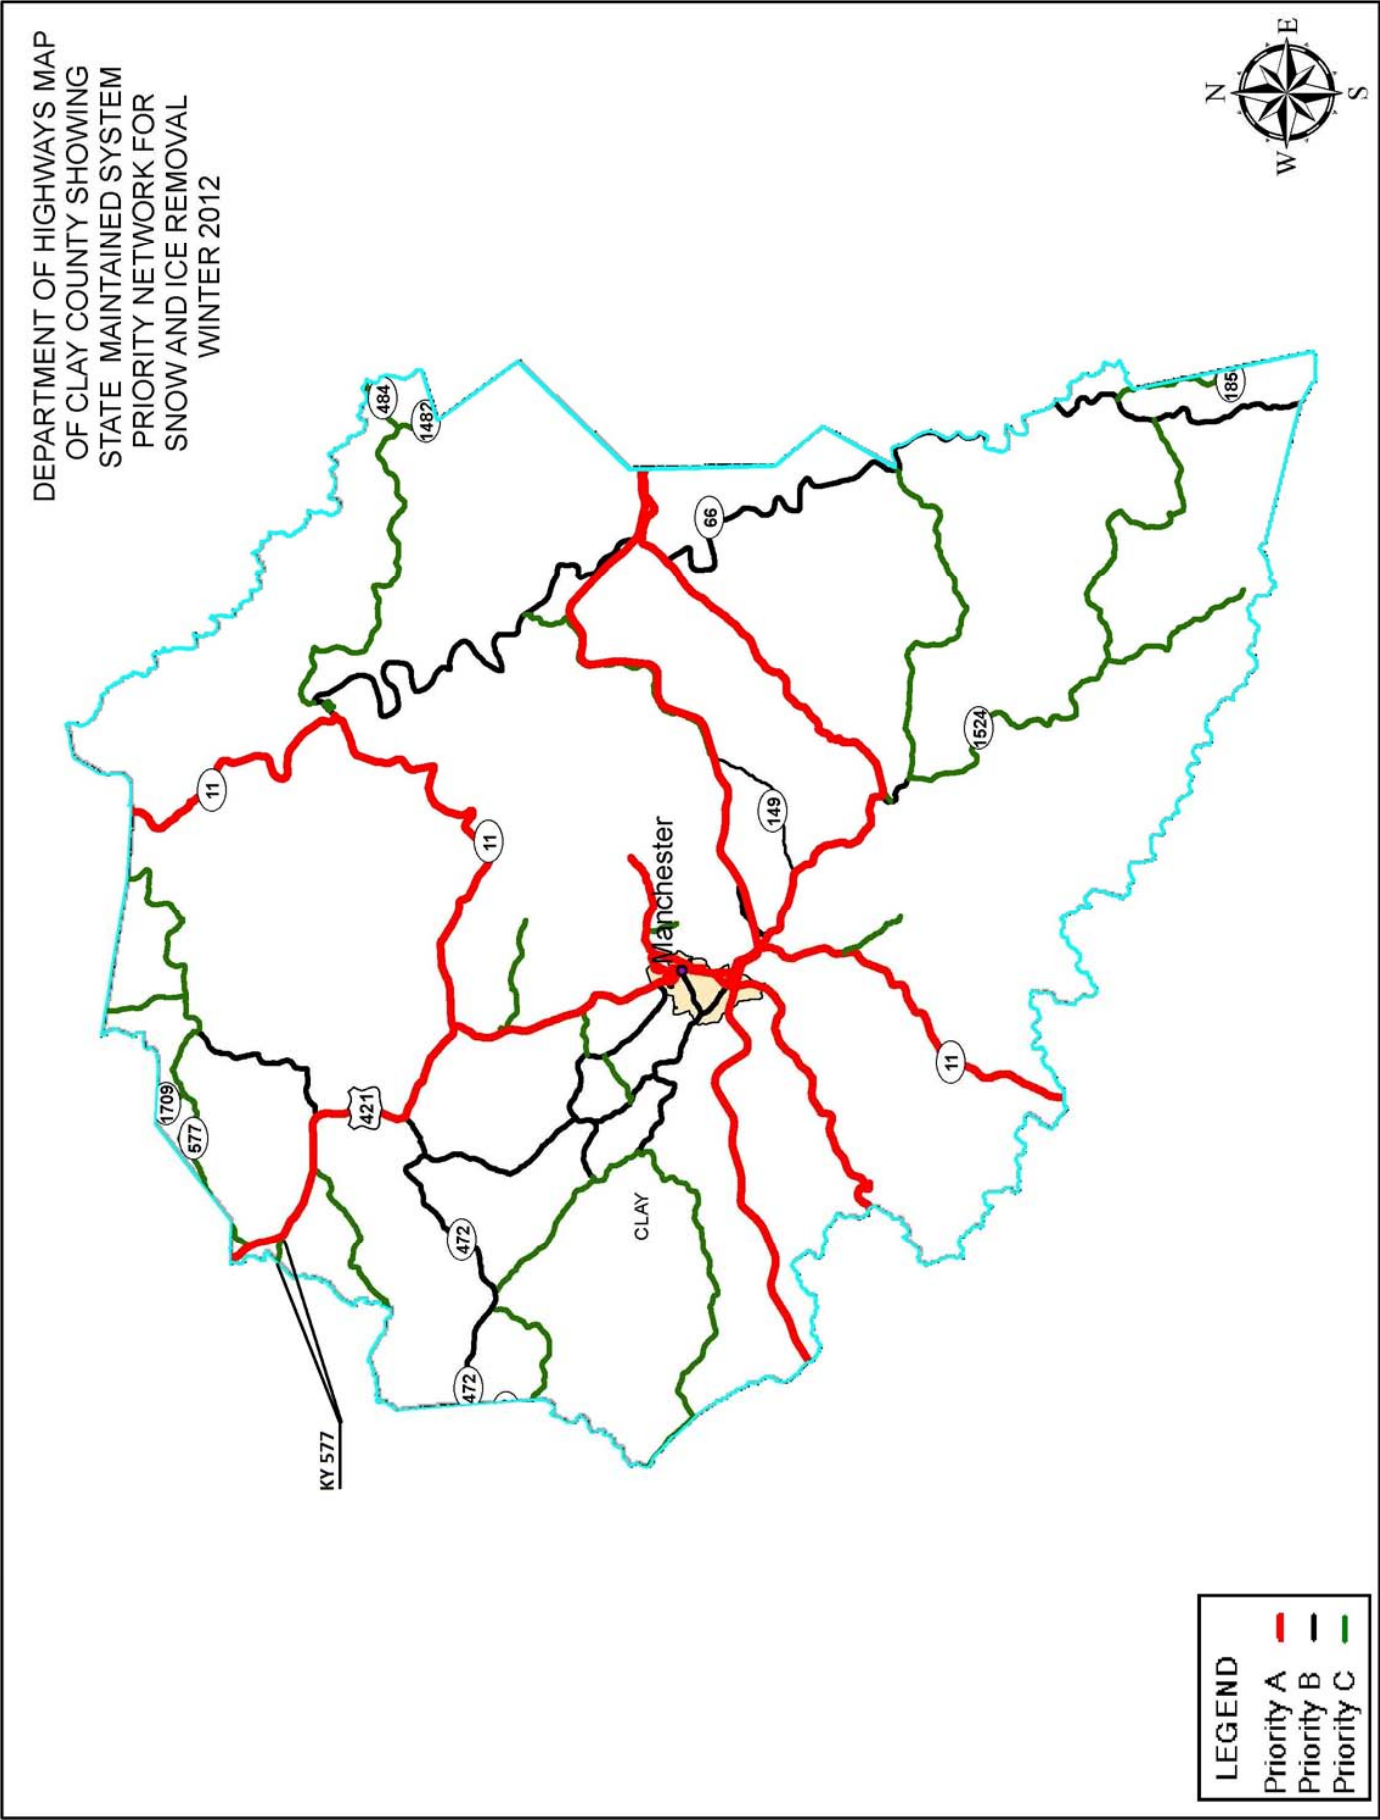 DEPARTMENT OF HIGHWAYS MAP
OF CLAY COUNTY SHOWING
STATE MAINTAINED SYSTEM
PRIORITY NETWORK FOR
SNOW AND ICE REMOVAL
WINTER 2012
N
E
S
W
484
1482
185
66
11
11
1524
149
Manchester
11
1709
577
421
472
CLAY
472
KY 577
LEGEND
Priority A
Priority B
Priority C